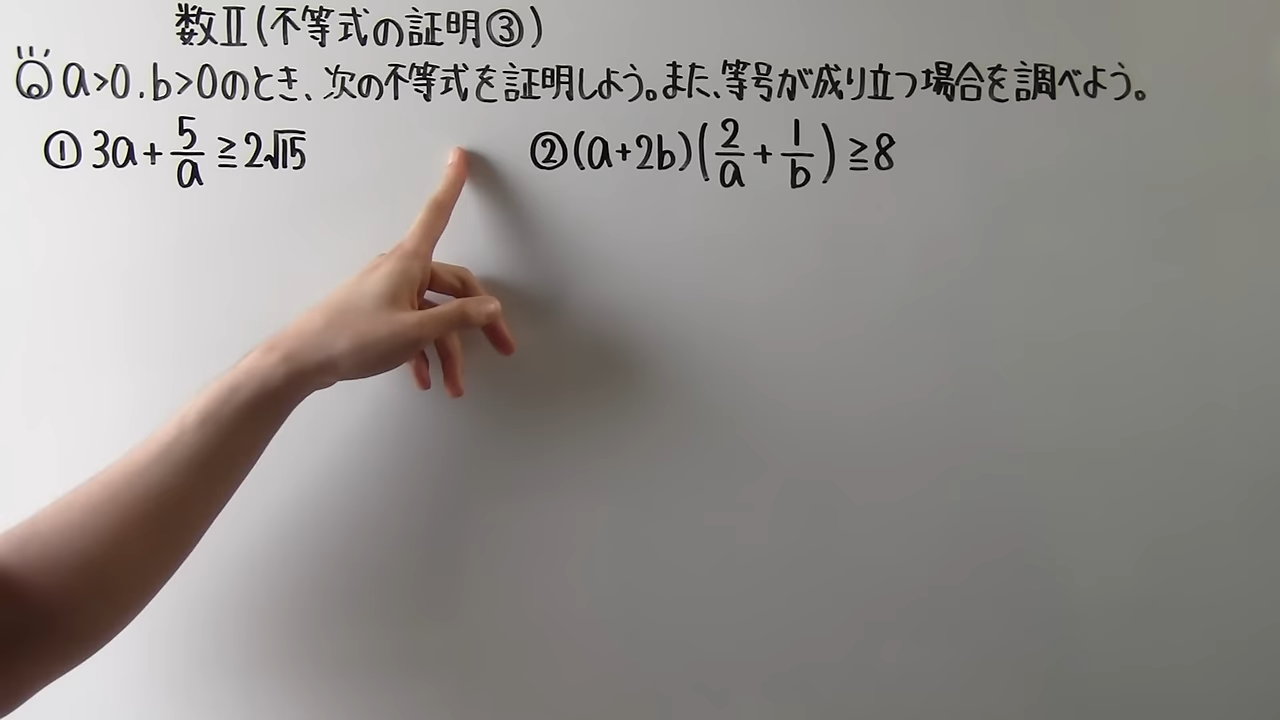 数Ⅱ(不等式の証明③)
a>0.b>0のとき、次の不等式を証明しよう。また、等号が成り立つ場合を調べよう。
① 3a+5/a≧2√15 ②(a+2b)(2/a+1/b)≧8